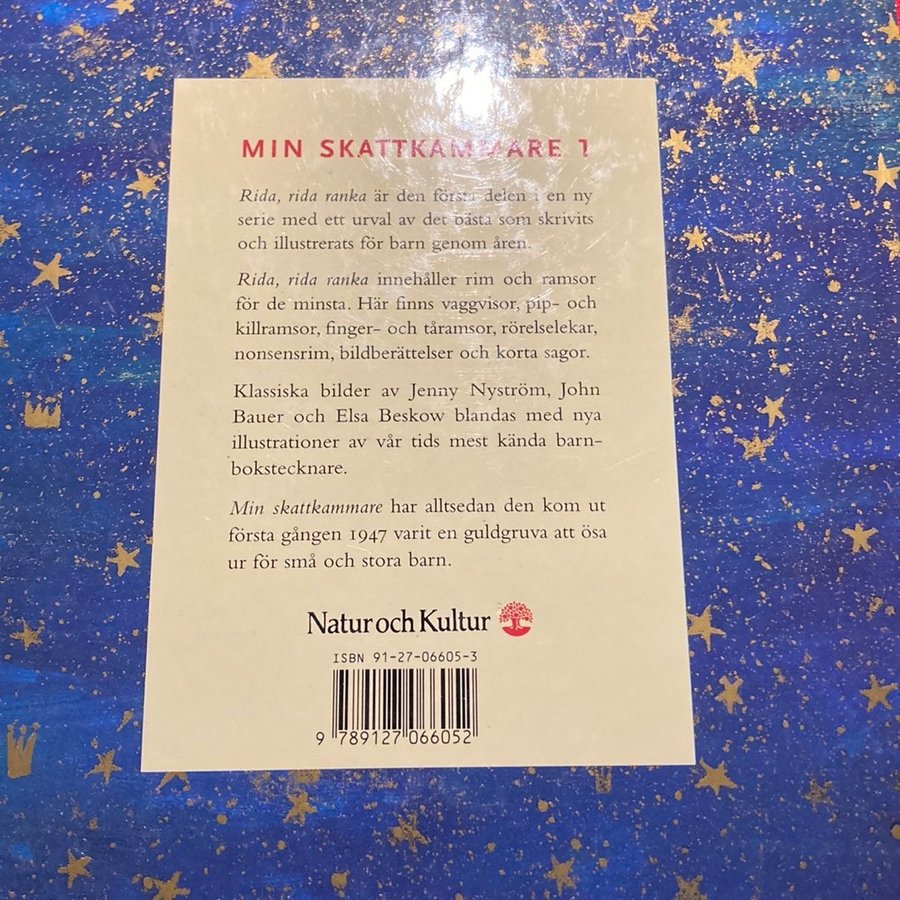 MIN SKATTKAMMARE 1
Rida, rida ranka är den första delen i en ny
serie med ett urval av det bästa som skrivits
och illustrerats för barn genom åren.
Rida, rida ranka innehåller rim och ramsor
för de minsta. Här finns vaggvisor, pip- och
killramsor, finger- och tåramsor, rörelselekar,
nonsensrim, bildberättelser och korta sagor.
Klassiska bilder av Jenny Nyström, John
Bauer och Elsa Beskow blandas med nya
illustrationer av vår tids mest kända barn-
bokstecknare.
Min skattkammare har alltsedan den kom ut
första gången 1947 varit en guldgruva att ösa
ur för små och stora barn.
Natur och Kultur
ISBN 91-27-06605-3
9 789127 066052